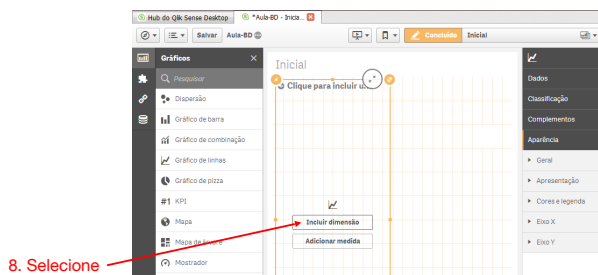 Hub do Qlik Sense Desktop
*Aula-BD - Inicia...
Salvar
Aula-BD
Concluído
Inicial
Gráficos
Pesquisar
Dispersão
Gráfico de barra
Gráfico de combinação
Gráfico de linhas
Gráfico de pizza
#1 KPI
Mapa
Mapa de árvore
Mostrador
Inicial
Clique para incluir u...
Incluir dimensão
Adicionar medida
Dados
Classificação
Complementos
Aparência
Geral
Apresentação
Cores e legenda
Eixo X
Eixo Y
8. Selecione